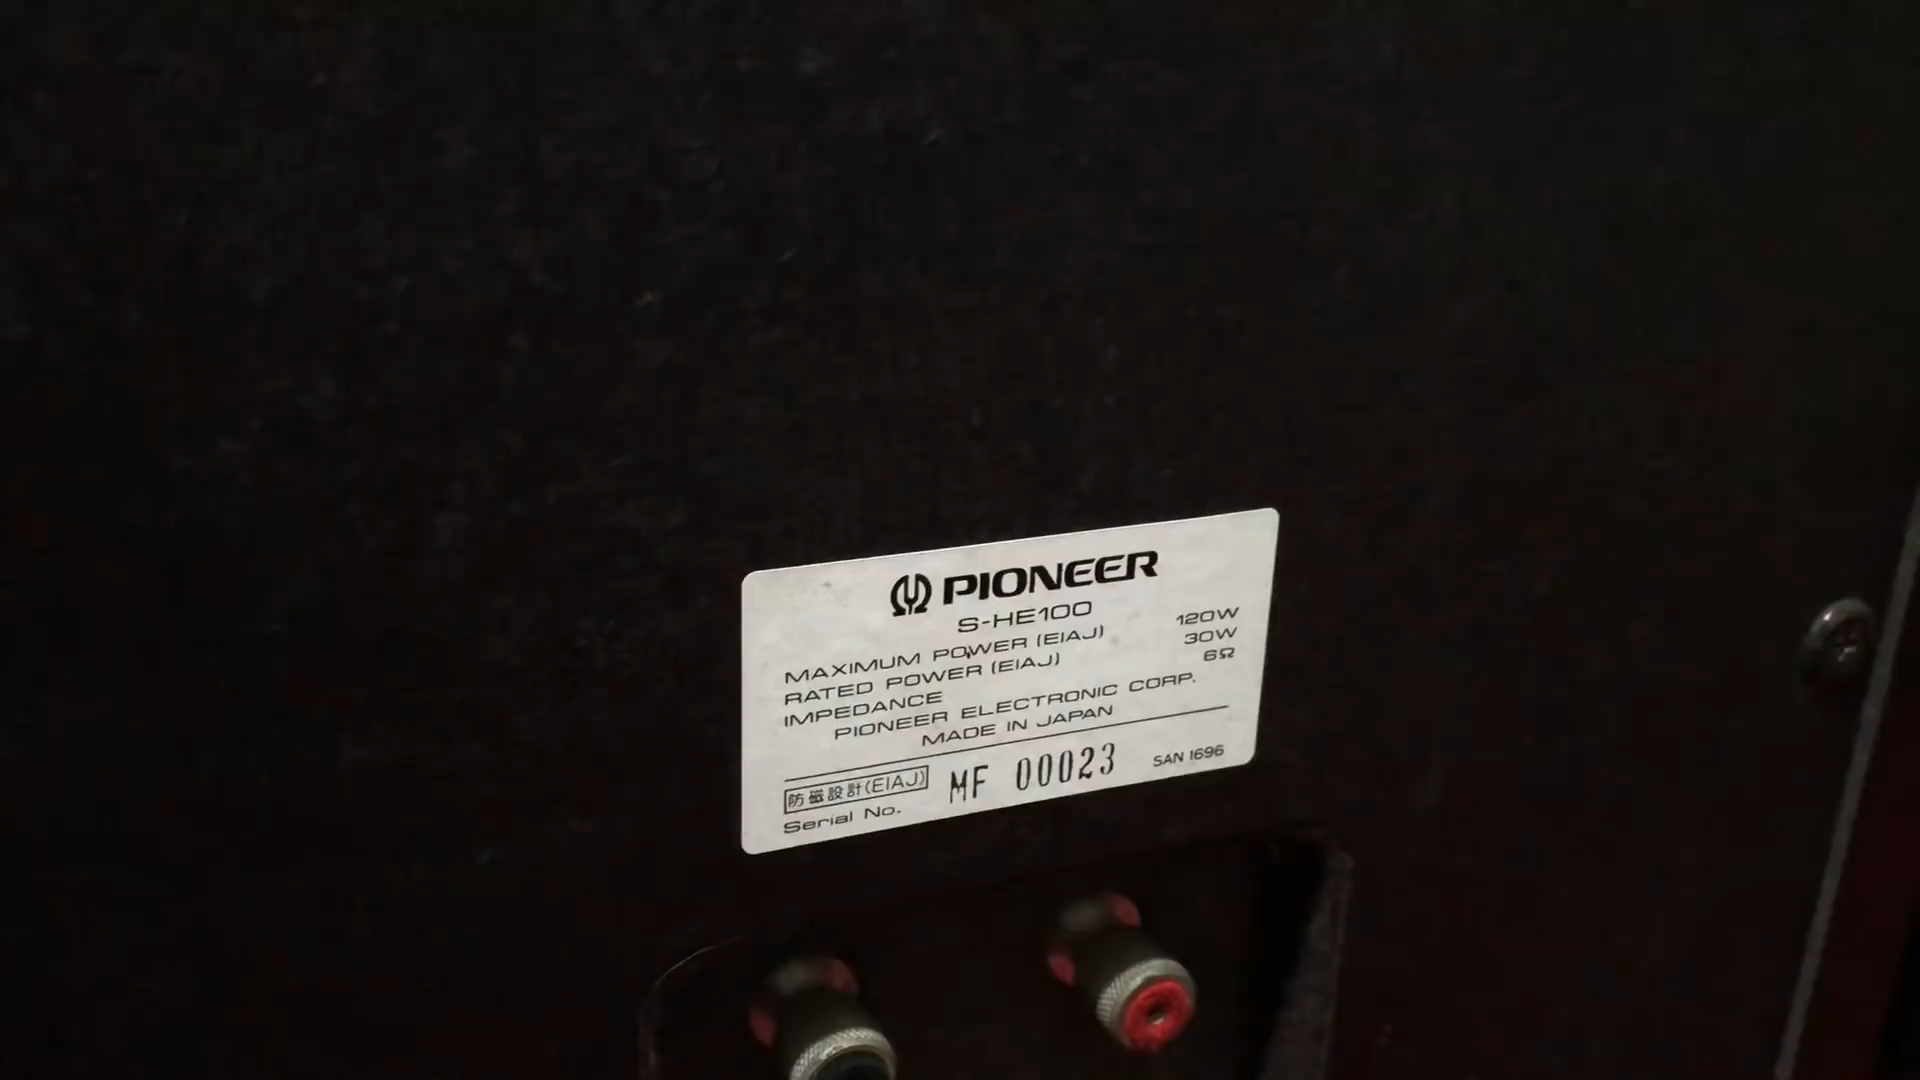 PIONEER
S-HE100
MAXIMUM POWER (EIAJ) 120W
RATED POWER (EIAJ) 30W
IMPEDANCE 6Ω
PIONEER ELECTRONIC CORP.
MADE IN JAPAN
防磁設計(EIAJ)
Serial No. MF 00023 SAN 1696